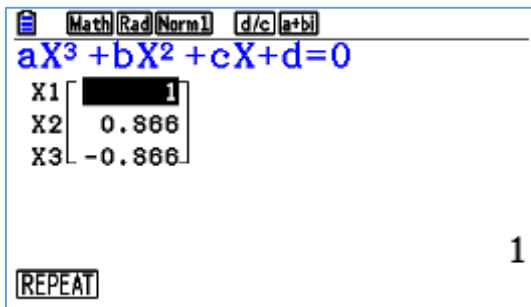 Math Rad Norm1 d/c a+bi
aX³+bX²+cX+d=0
X1 1
X2 0.866
X3 -0.866
1
REPEAT